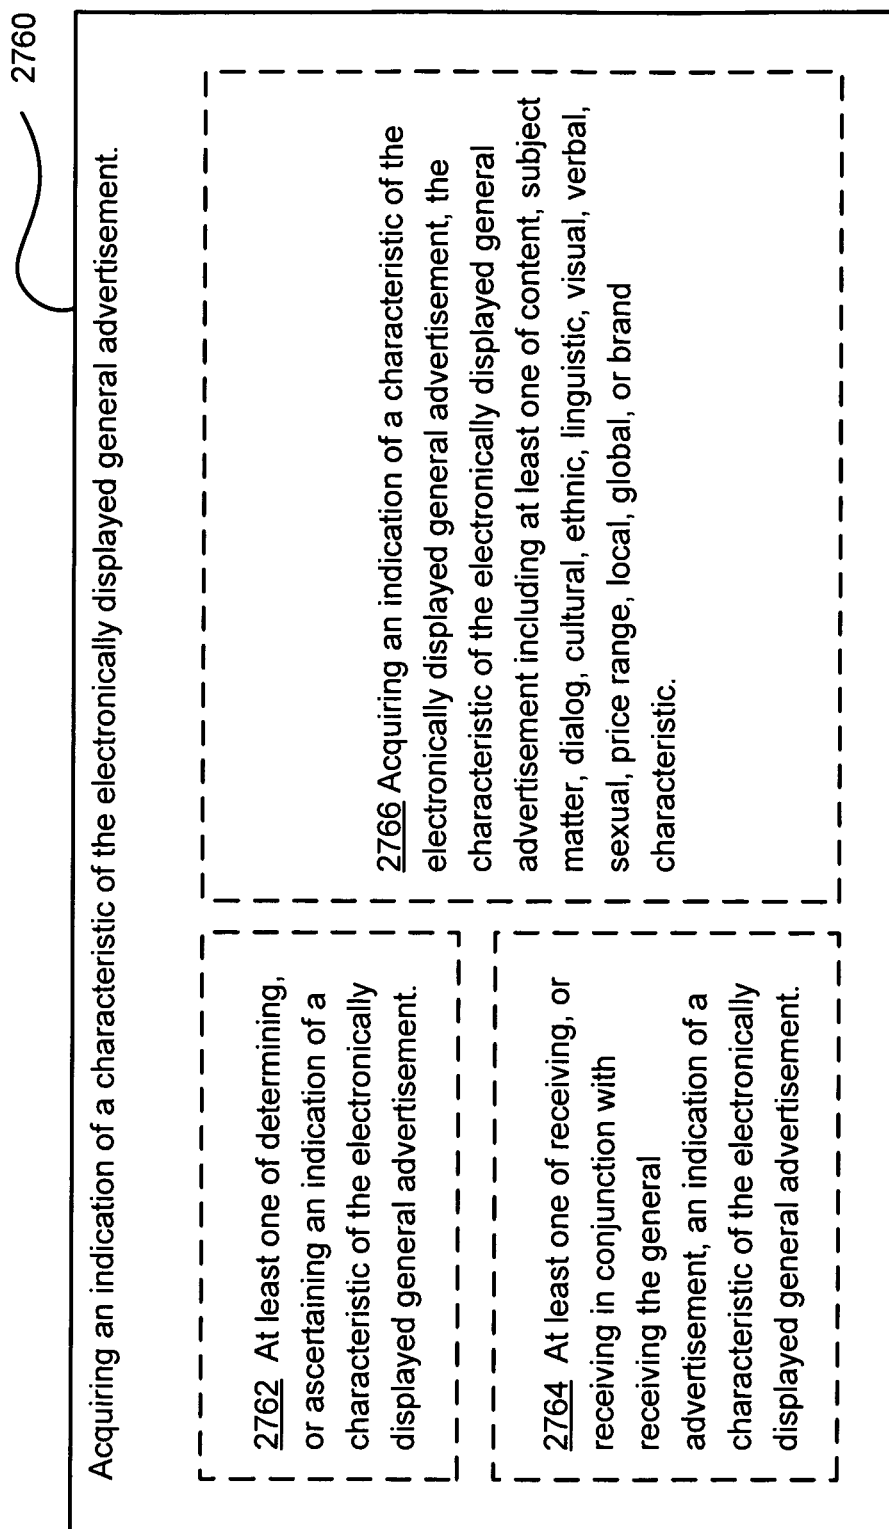 2760
Acquiring an indication of a characteristic of the electronically displayed general advertisement.
2762 At least one of determining,
or ascertaining an indication of a
characteristic of the electronically
displayed general advertisement.
2764 At least one of receiving, or
receiving in conjunction with
receiving the general
advertisement, an indication of a
characteristic of the electronically
displayed general advertisement.
2766 Acquiring an indication of a characteristic of the
electronically displayed general advertisement, the
characteristic of the electronically displayed general
advertisement including at least one of content, subject
matter, dialog, cultural, ethnic, linguistic, visual, verbal,
sexual, price range, local, global, or brand
characteristic.